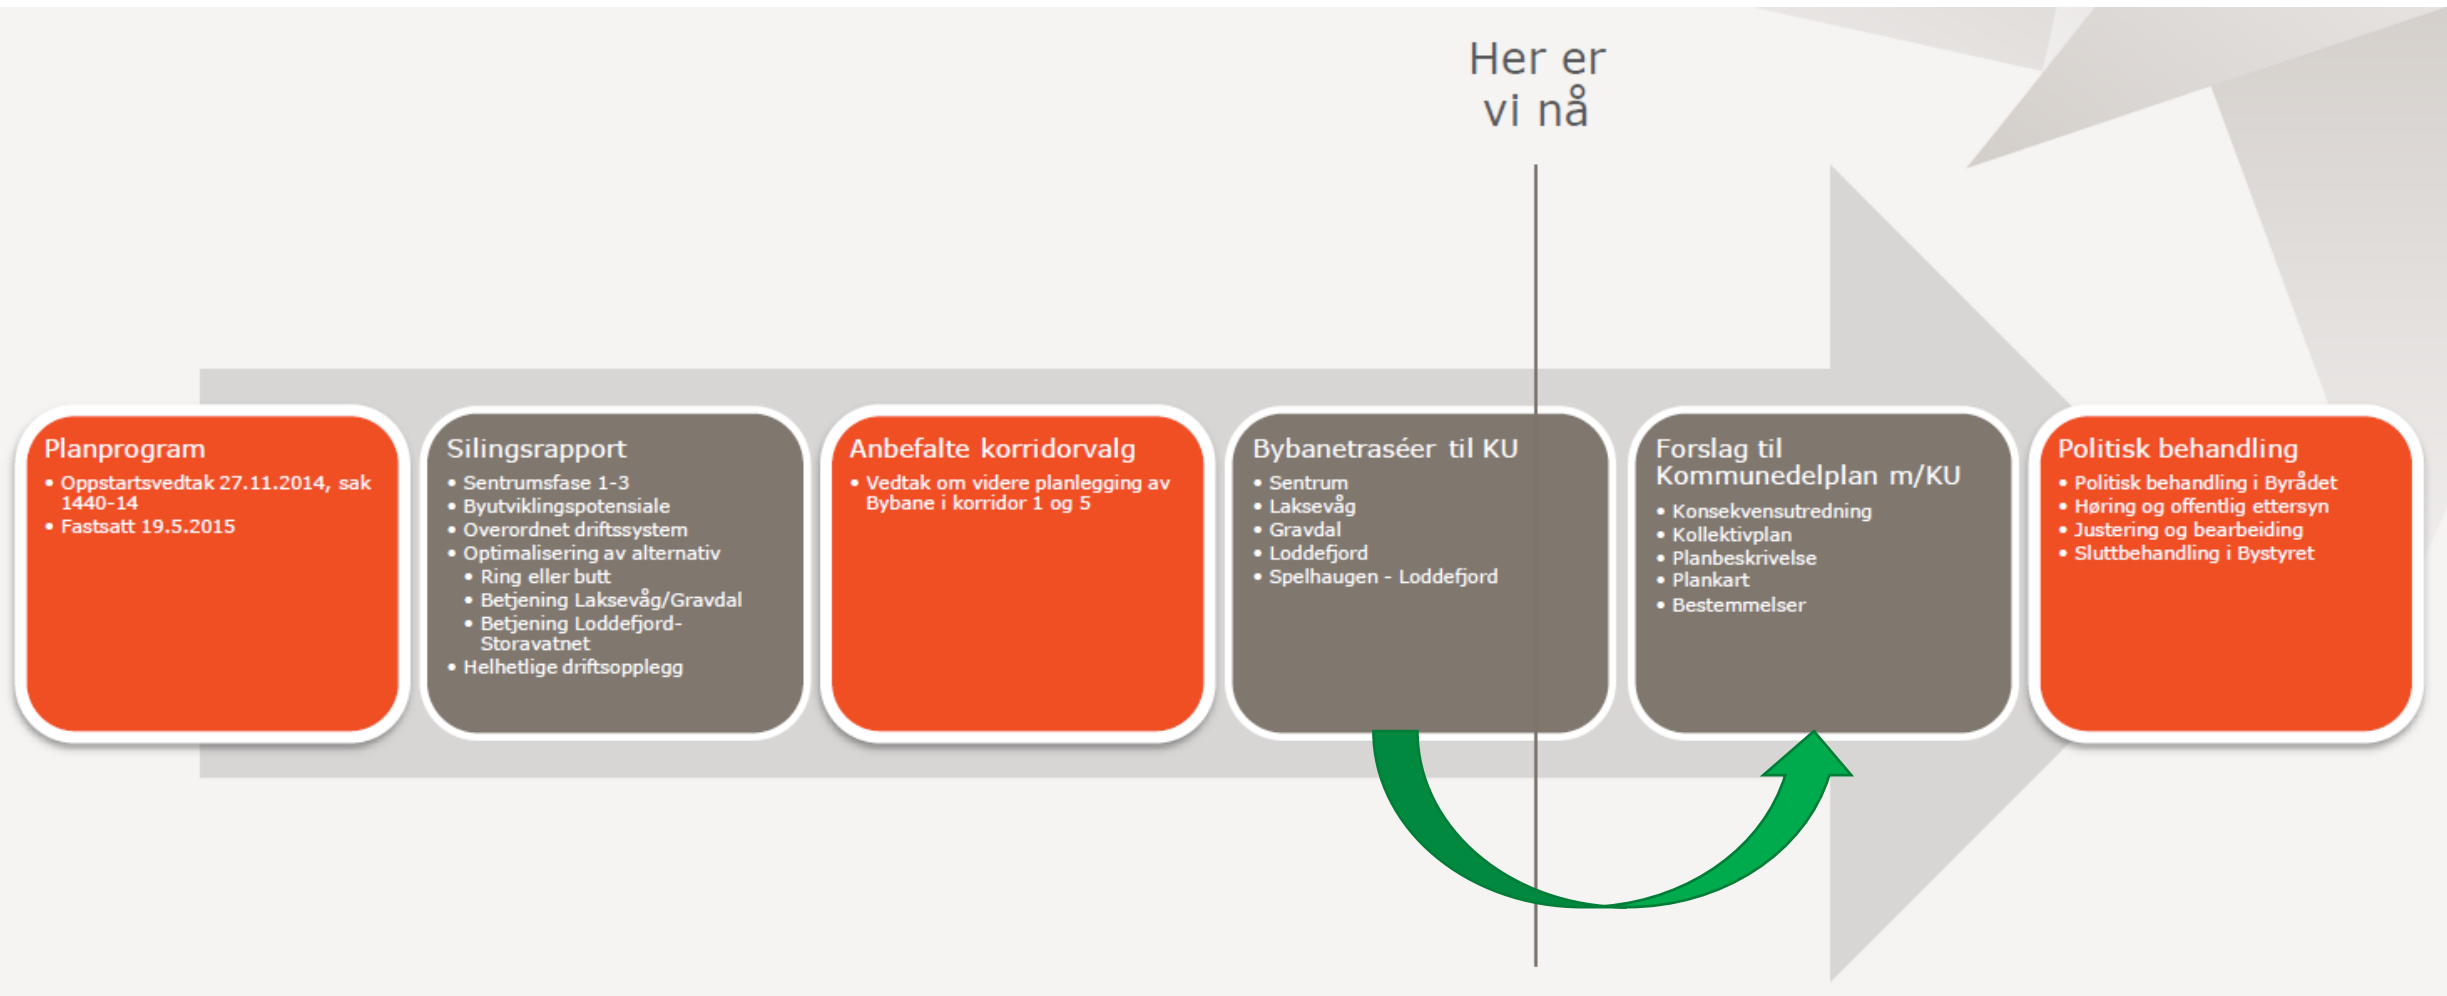 Her er
vi nå
Planprogram
• Oppstartsvedtak 27.11.2014, sak
1440-14
• Fastsatt 19.5.2015
Silingsrapport
• Sentrumsfase 1-3
• Byutviklingspotensiale
• Overordnet driftssystem
• Optimalisering av alternativ
• Ring eller butt
• Betjening Laksevåg/Gravdal
• Betjening Loddefjord-
Storavatnet
• Helhetlige driftsopplegg
Anbefalte korridorvalg
• Vedtak om videre planlegging av
Bybane i korridor 1 og 5
Bybanetraséer til KU
• Sentrum
• Laksevåg
• Gravdal
• Loddefjord
• Spelhaugen - Loddefjord
Forslag til
Kommunedelplan m/KU
• Konsekvensutredning
• Kollektivplan
• Planbeskrivelse
• Plankart
• Bestemmelser
Politisk behandling
• Politisk behandling i Byrådet
• Høring og offentlig ettersyn
• Justering og bearbeiding
• Sluttbehandling i Bystyret